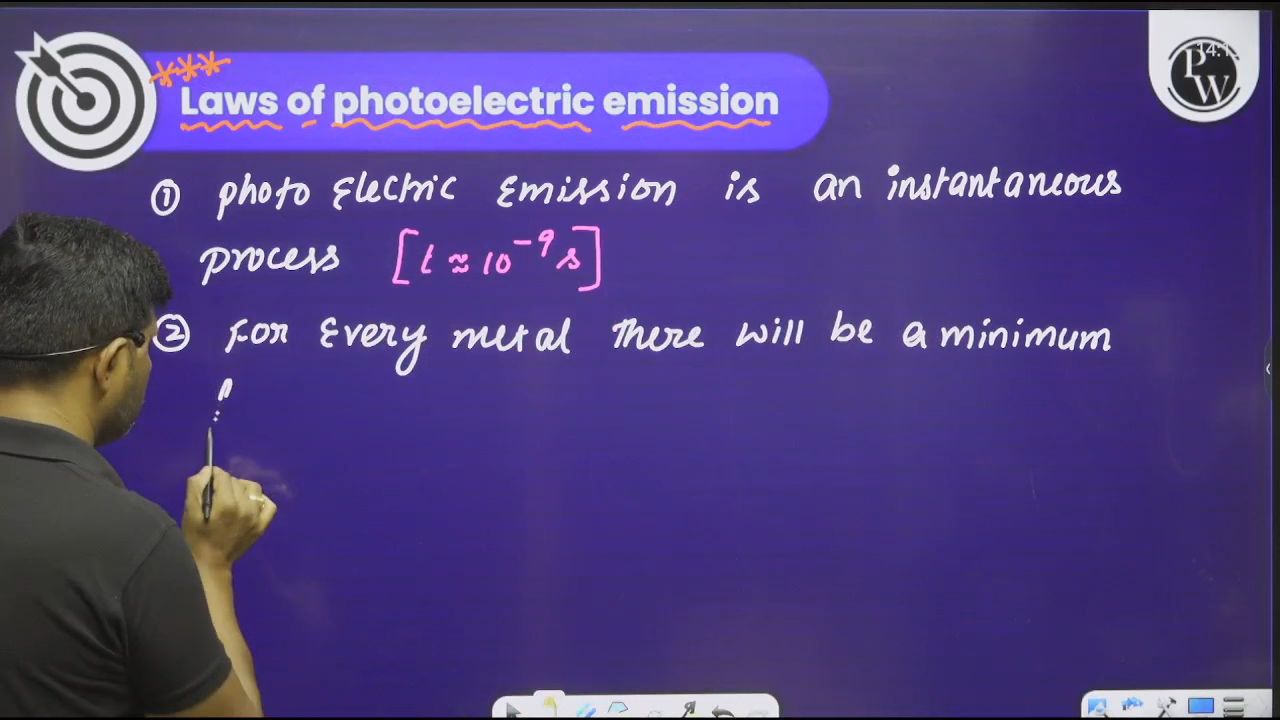 ***
Laws of photoelectric emission
PW
① photo Electric Emission is an instantaneous
process [t ≈ 10⁻⁹ s]
② For Every metal there will be a minimum